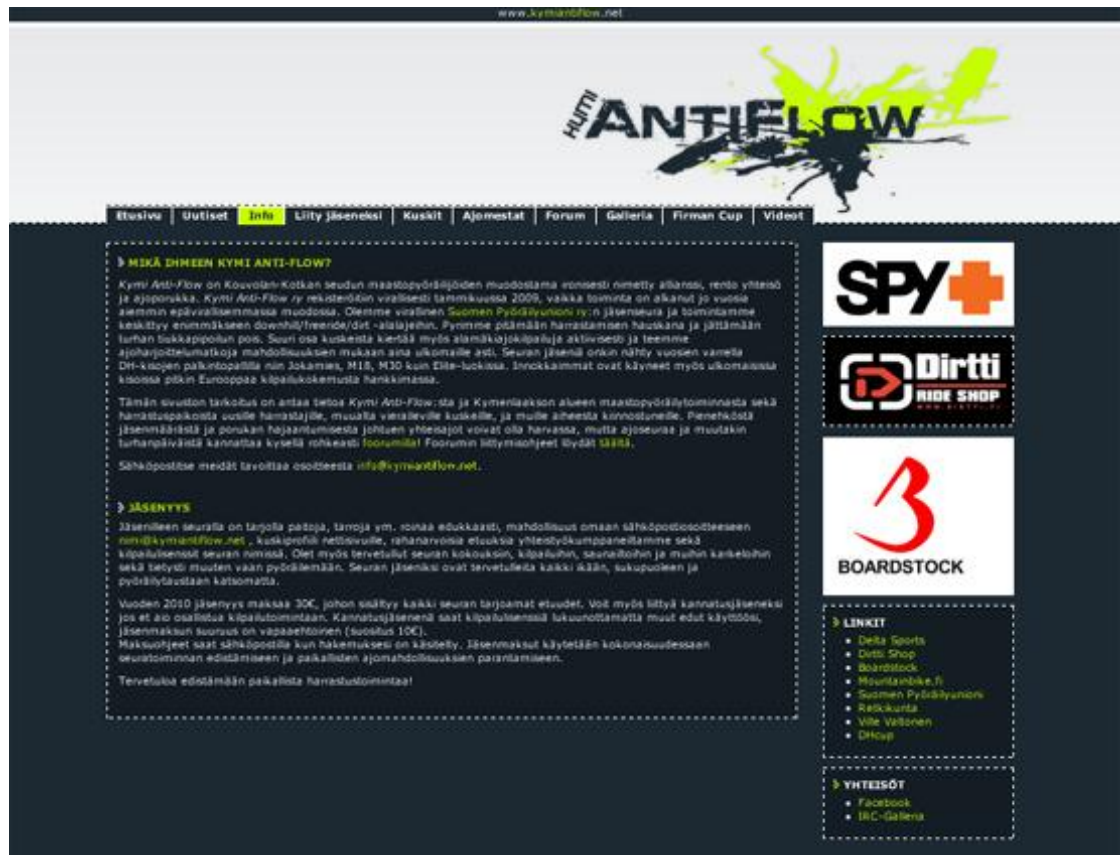 www.kymiantiflow.net
KYMI ANTIFLOW
Etusivu Uutiset Info Liity jäseneksi Kuskit Ajomestat Forum Galleria Firman Cup Videot
MIKÄ IHMEEN KYMI ANTI-FLOW?
Kymi Anti-Flow on Kouvolan-Kotkan seudun maastopyöräilijöiden muodostama ironisesti nimetty allianssi, rento yhteisö
ja ajoporukka. Kymi Anti-Flow ry rekisteröitiin virallisesti tammikuussa 2009, vaikka toiminta on alkanut jo vuosia
aiemmin epävirallisemmassa muodossa. Olemme virallinen Suomen Pyöräilyunioni ry:n jäsenseura ja toimintamme
keskittyy enimmäkseen downhill/freeride/dirt -alalajeihin. Pyrimme pitämään harrastamisen hauskana ja jättämään
turhan tiukkapipoilun pois. Suuri osa kuskeista kiertää myös alamäkiajokilpailuja aktiivisesti ja teemme
ajoharjoittelumatkoja mahdollisuuksien mukaan aina ulkomaille asti. Seuran jäseniä onkin nähty vuosien varrella
DH-kisojen palkintopallilla niin Jokamies, M18, M30 kuin Elite-luokissa. Innokkaimmat ovat käyneet myös ulkomaisissa
kisoissa pitkin Eurooppaa kilpailukokemusta hankkimassa.
Tämän sivuston tarkoitus on antaa tietoa Kymi Anti-Flow:sta ja Kymenlaakson alueen maastopyöräilytoiminnasta sekä
harrastuspaikoista uusille harrastajille, muualta vieraileville kuskeille, ja muille aiheesta kiinnostuneille. Pienehköstä
jäsenmäärästä ja porukan hajaantumisesta johtuen yhteisajot voivat olla harvassa, mutta ajoseuraa ja muutakin
turhanpäiväistä kannattaa kysellä rohkeasti foorumilla! Foorumin liittymisohjeet löydät täältä.
Sähköpostitse meidät tavoittaa osoitteesta info@kymiantiflow.net.
JÄSENYYS
Jäsenilleen seuralla on tarjolla paitoja, tarroja ym. roinaa edukkaasti, mahdollisuus omaan sähköpostiosoitteeseen
nimi@kymiantiflow.net , kuskiprofiili nettisivuille, rahanarvoisia etuuksia yhteistyökumppaneiltamme sekä
kilpailulisenssit seuran nimissä. Olet myös tervetullut seuran kokouksiin, kilpailuihin, saunailtoihin ja muihin karkeloihin
sekä tietysti muuten vaan pyöräilemään. Seuran jäseniksi ovat tervetulleita kaikki ikään, sukupuoleen ja
pyöräilytaustaan katsomatta.
Vuoden 2010 jäsenyys maksaa 30€, johon sisältyy kaikki seuran tarjoamat etuudet. Voit myös liittyä kannatusjäseneksi
jos et aio osallistua kilpailutoimintaan. Kannatusjäsenenä saat kilpailulisenssiä lukuunottamatta muut edut käyttöösi,
jäsenmaksun suuruus on vapaaehtoinen (suositus 10€).
Maksuohjeet saat sähköpostilla kun hakemuksesi on käsitelty. Jäsenmaksut käytetään kokonaisuudessaan
seuratoiminnan edistämiseen ja paikallisten ajomahdollisuuksien parantamiseen.
Tervetuloa edistämään paikallista harrastustoimintaa!
SPY
Dirtti
RIDE SHOP
WWW.DIRTTI.FI
BOARDSTOCK
LINKIT
Delta Sports
Dirtti Shop
Boardstock
Mountainbike.fi
Suomen Pyöräilyunioni
Retkikunta
Ville Valtonen
DHcup
YHTEISÖT
Facebook
IRC-Galleria